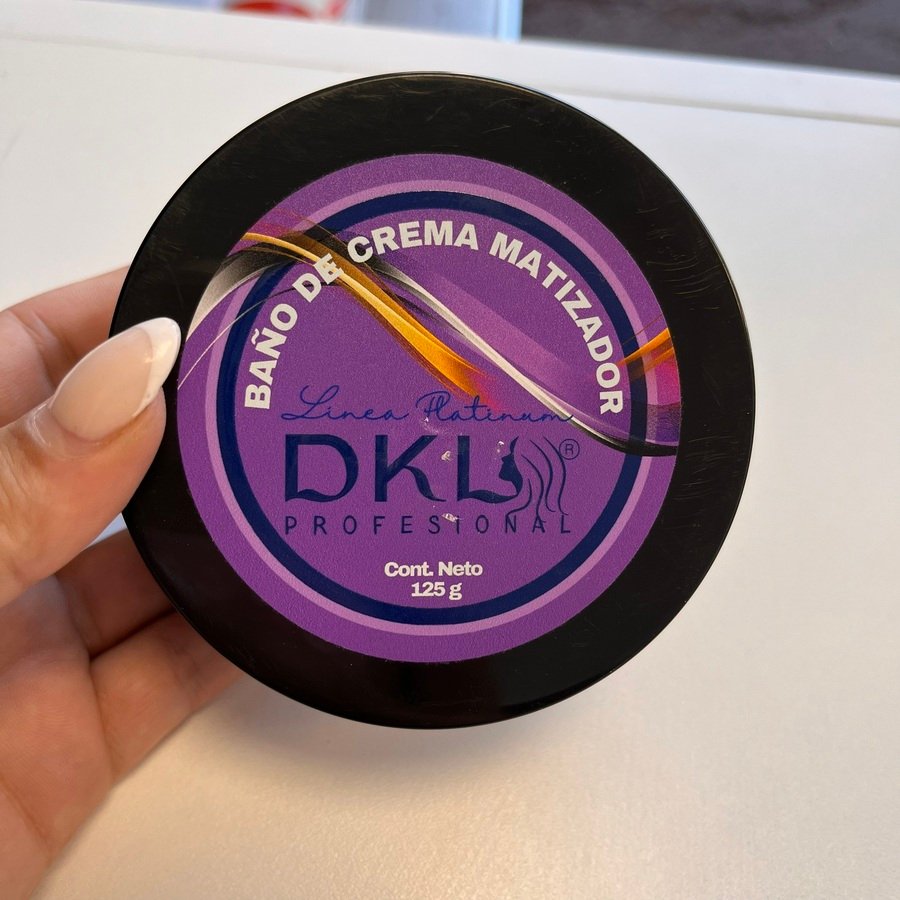 BAÑO DE CREMA MATIZADOR
Linea Platinum
DKL®
PROFESIONAL
Cont. Neto
125 g